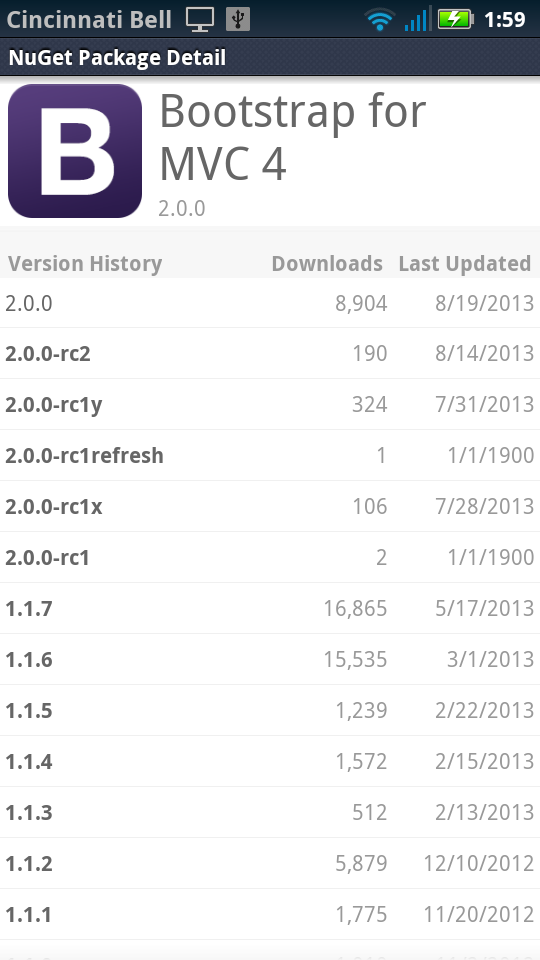 Cincinnati Bell 1:59
NuGet Package Detail
B
Bootstrap for
MVC 4
2.0.0
Version History Downloads Last Updated
2.0.0 8,904 8/19/2013
2.0.0-rc2 190 8/14/2013
2.0.0-rc1y 324 7/31/2013
2.0.0-rc1refresh 1 1/1/1900
2.0.0-rc1x 106 7/28/2013
2.0.0-rc1 2 1/1/1900
1.1.7 16,865 5/17/2013
1.1.6 15,535 3/1/2013
1.1.5 1,239 2/22/2013
1.1.4 1,572 2/15/2013
1.1.3 512 2/13/2013
1.1.2 5,879 12/10/2012
1.1.1 1,775 11/20/2012